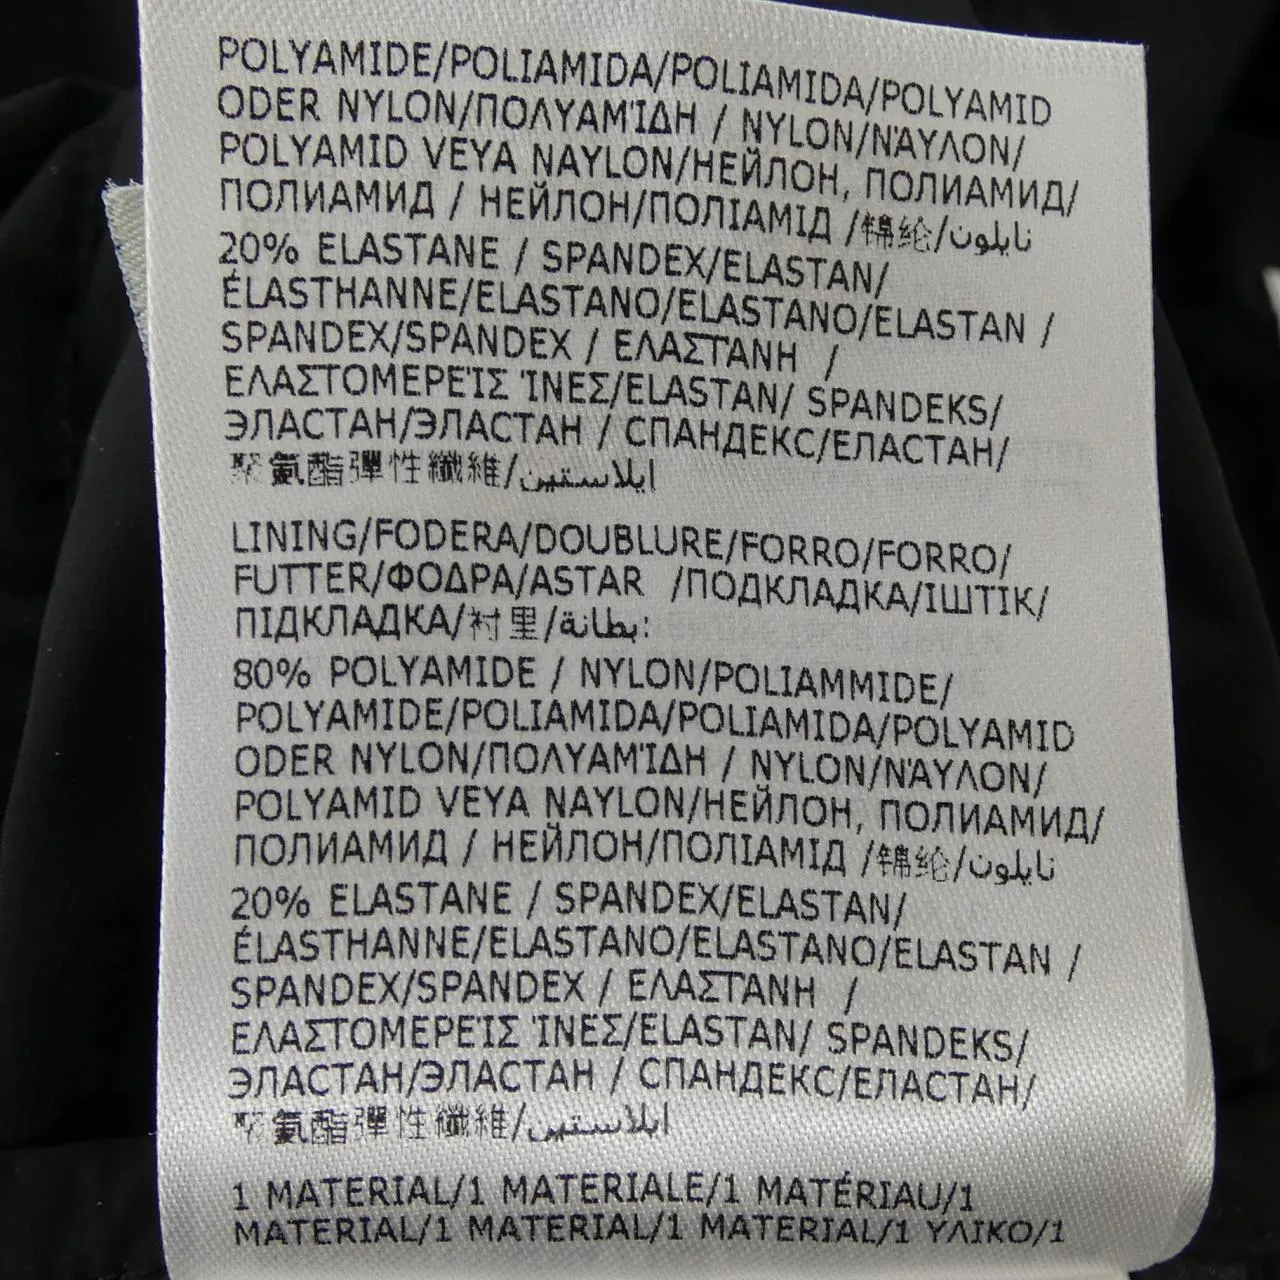 POLYAMIDE/POLIAMIDA/POLIAMIDA/POLYAMID
ODER NYLON/ΠΟΛΥΑΜΊΔΗ / NYLON/ΝΆΥΛΟΝ/
POLYAMID VEYA NAYLON/НЕЙЛОН, ПОЛИАМИД/
ПОЛИАМИД / НЕЙЛОН/ПОЛІАМІД /锦纶/نايلون
20% ELASTANE / SPANDEX/ELASTAN/
ÉLASTHANNE/ELASTANO/ELASTANO/ELASTAN /
SPANDEX/SPANDEX / ΕΛΑΣΤΆΝΗ /
ΕΛΑΣΤΟΜΕΡΕΊΣ ΊΝΕΣ/ELASTAN/ SPANDEKS/
ЭЛАСТАН/ЭЛАСТАН / СПАНДЕКС/ЕЛАСТАН/
聚氨酯彈性纖維/ايلاستين
LINING/FODERA/DOUBLURE/FORRO/FORRO/
FUTTER/ΦΟΔΡΑ/ASTAR /ПОДКЛАДКА/ІШТІК/
ПІДКЛАДКА/衬里/بطانة:
80% POLYAMIDE / NYLON/POLIAMMIDE/
POLYAMIDE/POLIAMIDA/POLIAMIDA/POLYAMID
ODER NYLON/ΠΟΛΥΑΜΊΔΗ / NYLON/ΝΆΥΛΟΝ/
POLYAMID VEYA NAYLON/НЕЙЛОН, ПОЛИАМИД/
ПОЛИАМИД / НЕЙЛОН/ПОЛІАМІД /锦纶/نايلون
20% ELASTANE / SPANDEX/ELASTAN/
ÉLASTHANNE/ELASTANO/ELASTANO/ELASTAN /
SPANDEX/SPANDEX / ΕΛΑΣΤΆΝΗ /
ΕΛΑΣΤΟΜΕΡΕΊΣ ΊΝΕΣ/ELASTAN/ SPANDEKS/
ЭЛАСТАН/ЭЛАСТАН / СПАНДЕКС/ЕЛАСТАН/
聚氨酯彈性纖維/ايلاستين
1 MATERIAL/1 MATERIALE/1 MATÉRIAU/1
MATERIAL/1 MATERIAL/1 MATERIAL/1 ΥΛΙΚΟ/1